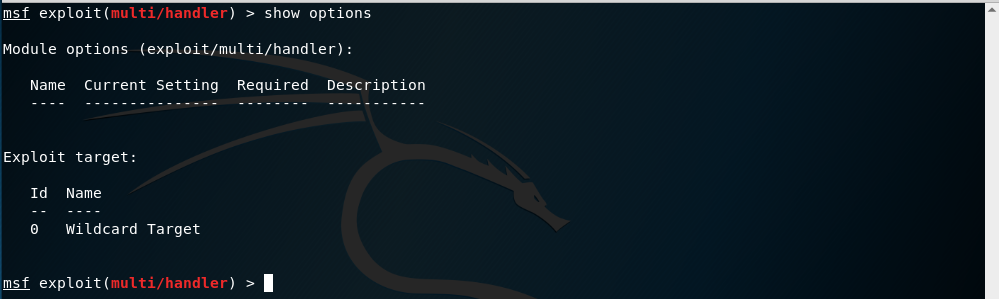 msf exploit(multi/handler) > show options
Module options (exploit/multi/handler):
Name  Current Setting  Required  Description
----  ---------------  --------  -----------
Exploit target:
Id  Name
--  ----
0   Wildcard Target
msf exploit(multi/handler) >